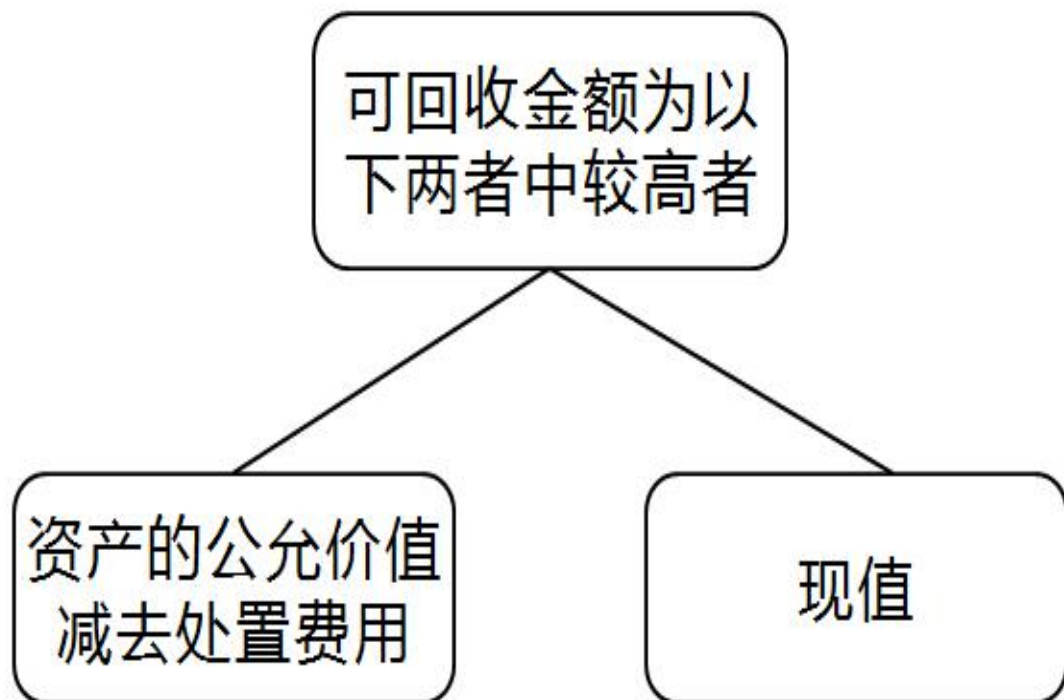 可回收金额为以
下两者中较高者
资产的公允价值
减去处置费用
现值